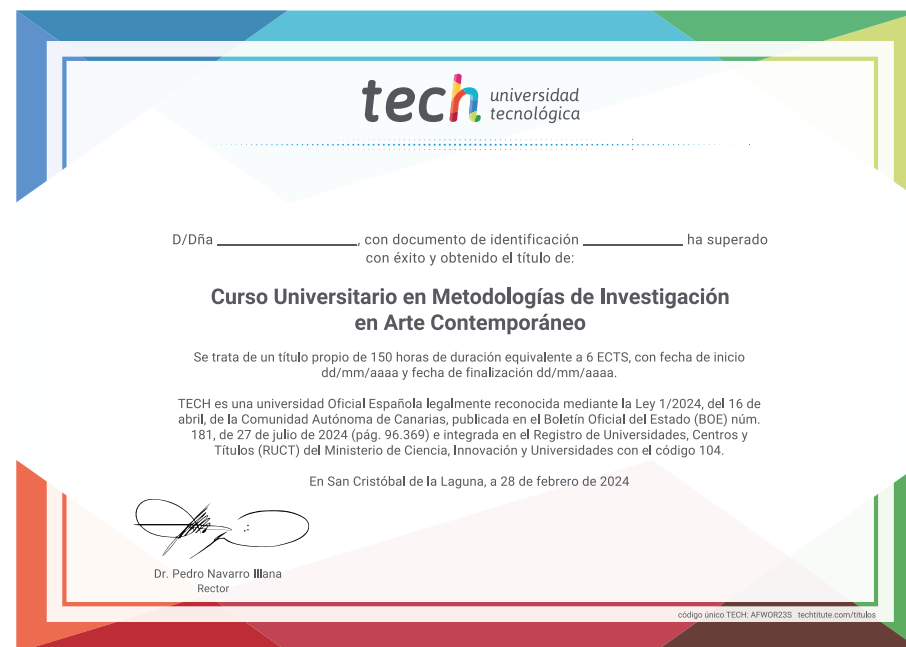 tech universidad
tecnológica
D/Dña ____________________, con documento de identificación ______________ ha superado
con éxito y obtenido el título de:
Curso Universitario en Metodologías de Investigación
en Arte Contemporáneo
Se trata de un título propio de 150 horas de duración equivalente a 6 ECTS, con fecha de inicio
dd/mm/aaaa y fecha de finalización dd/mm/aaaa.
TECH es una universidad Oficial Española legalmente reconocida mediante la Ley 1/2024, del 16 de
abril, de la Comunidad Autónoma de Canarias, publicada en el Boletín Oficial del Estado (BOE) núm.
181, de 27 de julio de 2024 (pág. 96.369) e integrada en el Registro de Universidades, Centros y
Títulos (RUCT) del Ministerio de Ciencia, Innovación y Universidades con el código 104.
En San Cristóbal de la Laguna, a 28 de febrero de 2024
Dr. Pedro Navarro Illana
Rector
código único TECH: AFWOR23S techtitute.com/titulos